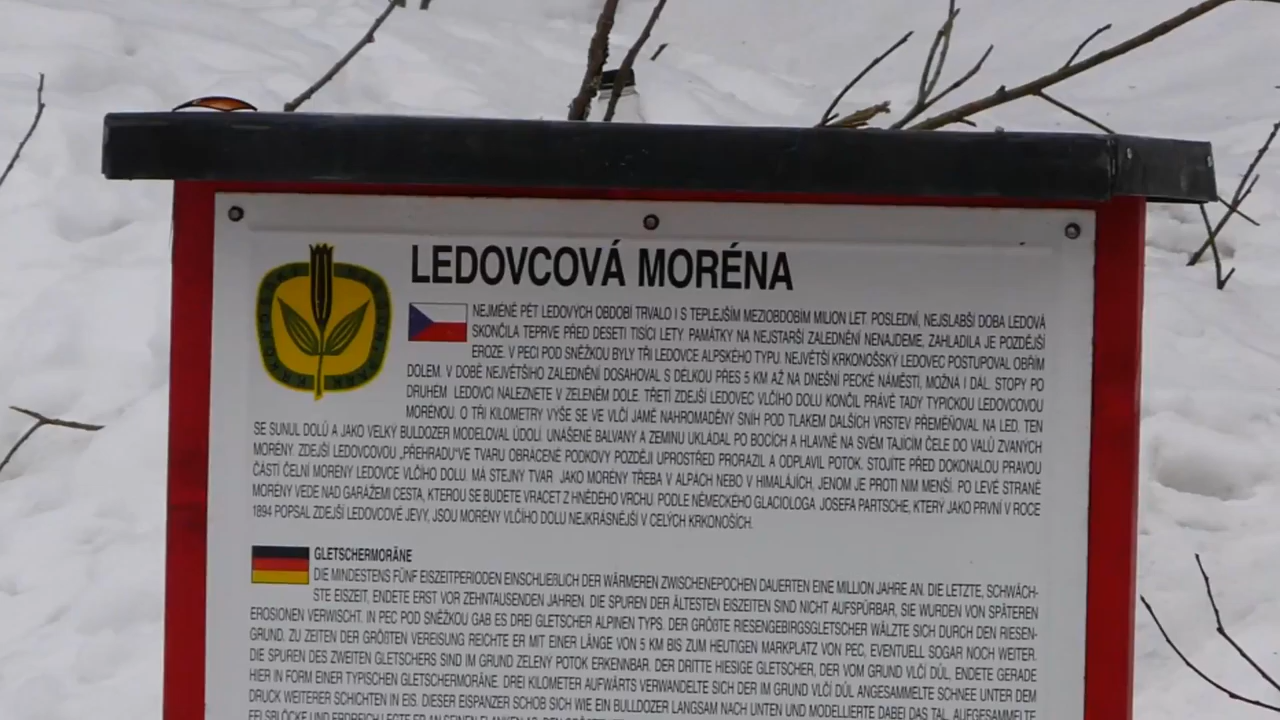 LEDOVCOVÁ MORÉNA
NEJMÉNĚ PĚT LEDOVÝCH OBDOBÍ TRVALO I S TEPLEJŠÍM MEZIOBDOBÍM MILION LET. POSLEDNÍ, NEJSLABŠÍ DOBA LEDOVÁ
SKONČILA TEPRVE PŘED DESETI TISÍCI LETY. PAMÁTKY NA NEJSTARŠÍ ZALEDNĚNÍ NENAJDEME, ZAHLADILA JE POZDĚJŠÍ
EROZE. V PECI POD SNĚŽKOU BYLY TŘI LEDOVCE ALPSKÉHO TYPU. NEJVĚTŠÍ KRKONOŠSKÝ LEDOVEC POSTUPOVAL OBŘÍM
DOLEM. V DOBĚ NEJVĚTŠÍHO ZALEDNĚNÍ DOSAHOVAL S DÉLKOU PŘES 5 KM AŽ NA DNEŠNÍ PECKÉ NÁMĚSTÍ, MOŽNÁ I DÁL. STOPY PO
DRUHÉM LEDOVCI NALEZNETE V ZELENÉM DOLE. TŘETÍ ZDEJŠÍ LEDOVEC VLČÍHO DOLU KONČIL PRÁVĚ TADY TYPICKOU LEDOVCOVOU
MORÉNOU. O TŘI KILOMETRY VÝŠE SE VE VLČÍ JÁMĚ NAHROMADĚNÝ SNÍH POD TLAKEM DALŠÍCH VRSTEV PŘEMĚŇOVAL NA LED. TEN
SE SUNUL DOLŮ A JAKO VELKÝ BULDOZER MODELOVAL ÚDOLÍ. UNÁŠENÉ BALVANY A ZEMINU UKLÁDAL PO BOCÍCH A HLAVNĚ NA SVÉM TAJÍCÍM ČELE DO VALŮ ZVANÝCH
MORÉNY. ZDEJŠÍ LEDOVCOVOU „PŘEHRADU“VE TVARU OBRÁCENÉ PODKOVY POZDĚJI UPROSTŘED PRORAZIL A ODPLAVIL POTOK. STOJÍTE PŘED DOKONALOU PRAVOU
ČÁSTÍ ČELNÍ MORÉNY LEDOVCE VLČÍHO DOLU. MÁ STEJNÝ TVAR JAKO MORÉNY TŘEBA V ALPÁCH NEBO V HIMALÁJÍCH, JENOM JE PROTI NIM MENŠÍ. PO LEVÉ STRANĚ
MORÉNY VEDE NAD GARÁŽEMI CESTA, KTEROU SE BUDETE VRACET Z HNĚDÉHO VRCHU. PODLE NĚMECKÉHO GLACIOLOGA JOSEFA PARTSCHE, KTERÝ JAKO PRVNÍ V ROCE
1894 POPSAL ZDEJŠÍ LEDOVCOVÉ JEVY, JSOU MORÉNY VLČÍHO DOLU NEJKRÁSNĚJŠÍ V CELÝCH KRKONOŠÍCH.
GLETSCHERMORÄNE
DIE MINDESTENS FÜNF EISZEITPERIODEN EINSCHLIEßLICH DER WÄRMEREN ZWISCHENEPOCHEN DAUERTEN EINE MILLION JAHRE AN. DIE LETZTE, SCHWÄCH-
STE EISZEIT, ENDETE ERST VOR ZEHNTAUSENDEN JAHREN. DIE SPUREN DER ÄLTESTEN EISZEITEN SIND NICHT AUFSPÜRBAR, SIE WURDEN VON SPÄTEREN
EROSIONEN VERWISCHT. IN PEC POD SNĚŽKOU GAB ES DREI GLETSCHER ALPINEN TYPS. DER GRÖßTE RIESENGEBIRGSGLETSCHER WÄLZTE SICH DURCH DEN RIESEN-
GRUND. ZU ZEITEN DER GRÖßTEN VEREISUNG REICHTE ER MIT EINER LÄNGE VON 5 KM BIS ZUM HEUTIGEN MARKPLATZ VON PEC, EVENTUELL SOGAR NOCH WEITER.
DIE SPUREN DES ZWEITEN GLETSCHERS SIND IM GRUND ZELENÝ POTOK ERKENNBAR. DER DRITTE HIESIGE GLETSCHER, DER VOM GRUND VLČÍ DŮL, ENDETE GERADE
HIER IN FORM EINER TYPISCHEN GLETSCHERMORÄNE. DREI KILOMETER AUFWÄRTS VERWANDELTE SICH DER IM GRUND VLČÍ DŮL ANGESAMMELTE SCHNEE UNTER DEM
DRUCK WEITERER SCHICHTEN IN EIS. DIESER EISPANZER SCHOB SICH WIE EIN BULLDOZER LANGSAM NACH UNTEN UND MODELLIERTE DABEI DAS TAL. AUFGESAMMELTE
FELSBLÖCKE UND ERDREICH LEGTE ER AN SEINEN FLANKEN AB.